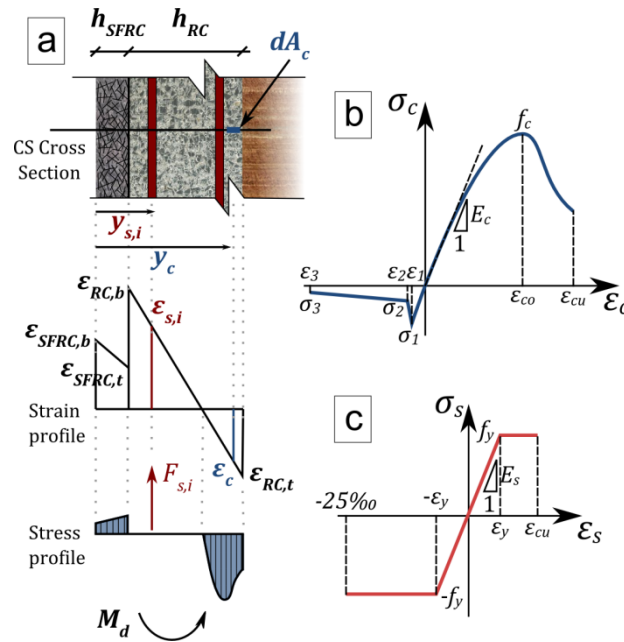 a
h_SFRC h_RC
dA_c
CS Cross
Section
y_s,i
y_c
ε_RC,b
ε_s,i
ε_SFRC,b
ε_SFRC,t
Strain
profile
ε_c
ε_RC,t
F_s,i
Stress
profile
M_d
b
σ_c
f_c
E_c
1
ε_3
ε_2 ε_1
σ_3
σ_2
σ_1
ε_co
ε_cu
ε_c
c
σ_s
f_y
E_s
1
-25‰
-ε_y
ε_y
ε_cu
ε_s
-f_y